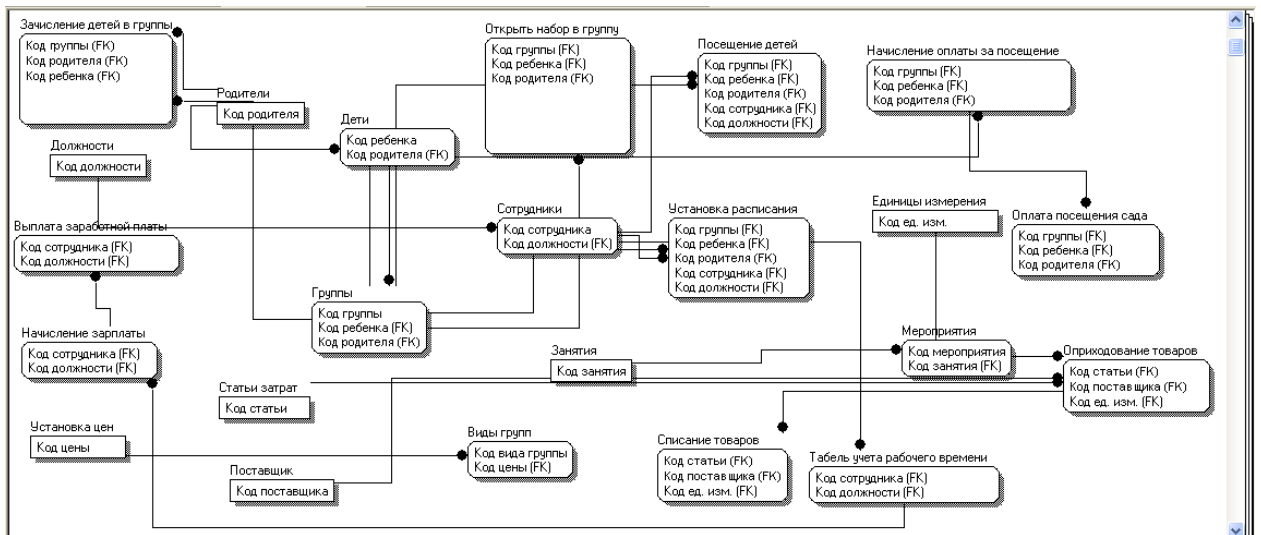 Зачисление детей в группы
Код группы (FK)
Код родителя (FK)
Код ребенка (FK)
Открыть набор в группу
Код группы (FK)
Код ребенка (FK)
Код родителя (FK)
Посещение детей
Код группы (FK)
Код ребенка (FK)
Код родителя (FK)
Код сотрудника (FK)
Код должности (FK)
Начисление оплаты за посещение
Код группы (FK)
Код ребенка (FK)
Код родителя (FK)
Родители
Код родителя
Дети
Код ребенка
Код родителя (FK)
Должности
Код должности
Выплата заработной платы
Код сотрудника (FK)
Код должности (FK)
Сотрудники
Код сотрудника
Код должности (FK)
Установка расписания
Код группы (FK)
Код ребенка (FK)
Код родителя (FK)
Код сотрудника (FK)
Код должности (FK)
Единицы измерения
Код ед. изм.
Оплата посещения сада
Код группы (FK)
Код ребенка (FK)
Код родителя (FK)
Группы
Код группы
Код ребенка (FK)
Код родителя (FK)
Начисление зарплаты
Код сотрудника (FK)
Код должности (FK)
Занятия
Код занятия
Мероприятия
Код мероприятия
Код занятия (FK)
Оприходование товаров
Код статьи (FK)
Код поставщика (FK)
Код ед. изм. (FK)
Статьи затрат
Код статьи
Установка цен
Код цены
Виды групп
Код вида группы
Код цены (FK)
Поставщик
Код поставщика
Списание товаров
Код статьи (FK)
Код поставщика (FK)
Код ед. изм. (FK)
Табель учета рабочего времени
Код сотрудника (FK)
Код должности (FK)